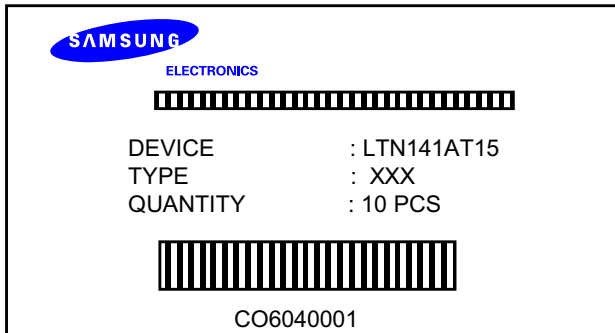 SAMSUNG
ELECTRONICS
DEVICE : LTN141AT15
TYPE : XXX
QUANTITY : 10 PCS
CO6040001